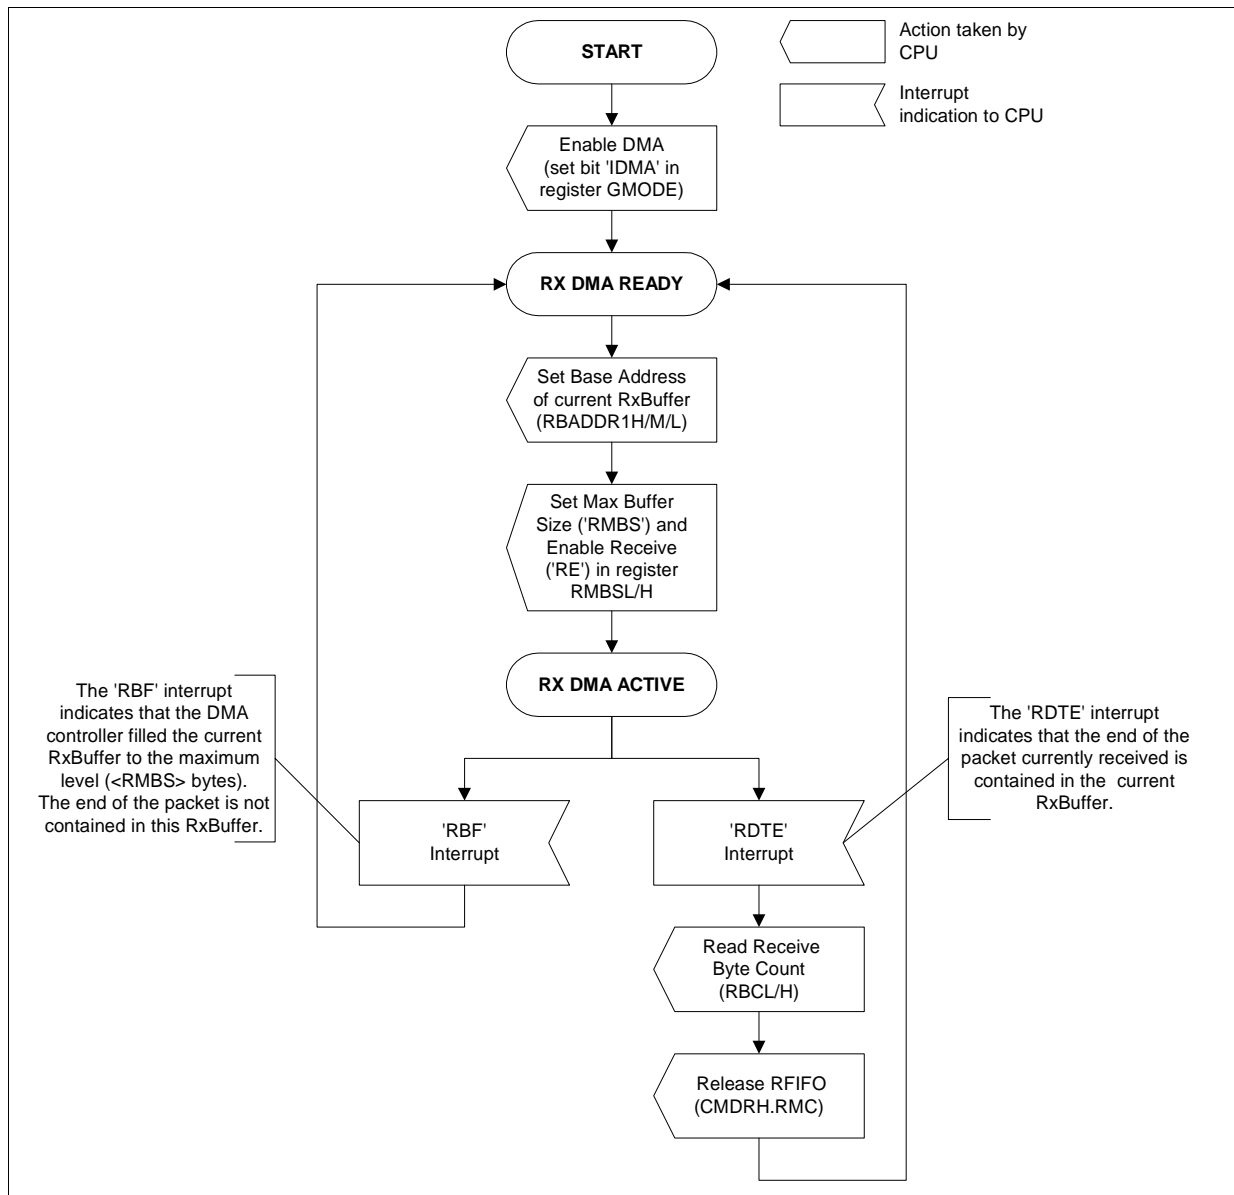 START
Action taken by
CPU
Interrupt
indication to CPU
Enable DMA
(set bit 'IDMA' in
register GMODE)
RX DMA READY
Set Base Address
of current RxBuffer
(RBADDR1H/M/L)
Set Max Buffer
Size ('RMBS') and
Enable Receive
('RE') in register
RMBSL/H
RX DMA ACTIVE
The 'RBF' interrupt
indicates that the DMA
controller filled the current
RxBuffer to the maximum
level (<RMBS> bytes).
The end of the packet is not
contained in this RxBuffer.
The 'RDTE' interrupt
indicates that the end of the
packet currently received is
contained in the current
RxBuffer.
'RBF'
Interrupt
'RDTE'
Interrupt
Read Receive
Byte Count
(RBCL/H)
Release RFIFO
(CMDRH.RMC)